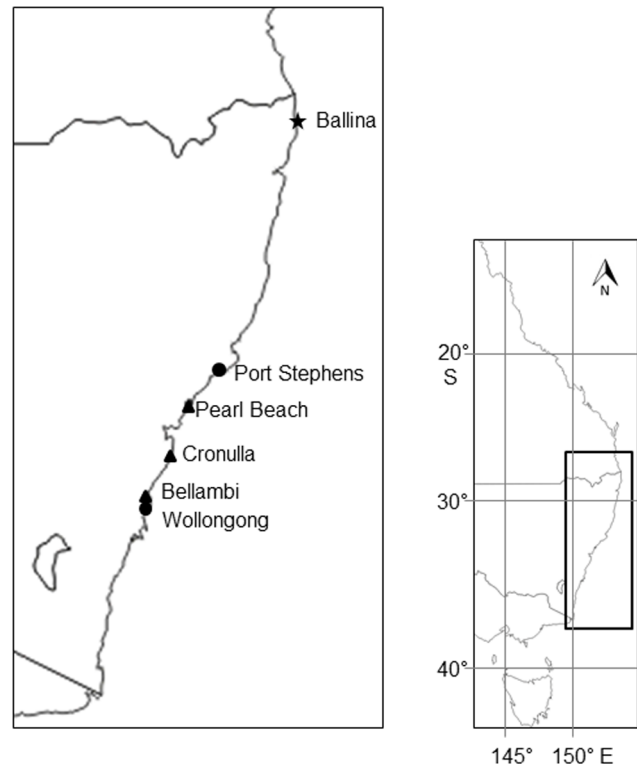 Ballina
Port Stephens
Pearl Beach
Cronulla
Bellambi
Wollongong
N
20°
S
30°
40°
145° 150° E